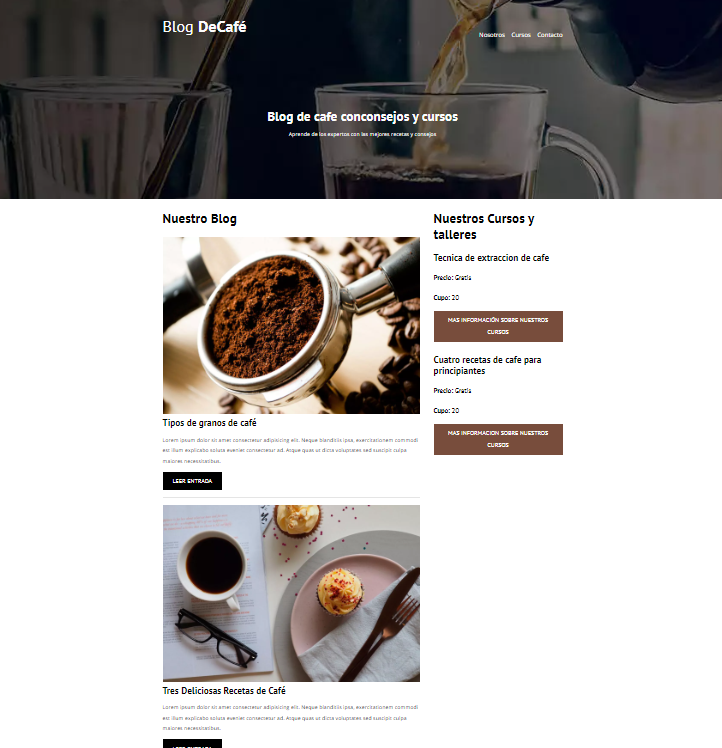 Blog DeCafé
Nosotros Cursos Contacto
Blog de cafe conconsejos y cursos
Aprende de los expertos con las mejores recetas y consejos
Nuestro Blog
Tipos de granos de café
Lorem ipsum dolor sit amet consectetur adipisicing elit. Neque blanditiis ipsa, exercitationem commodi
est illum explicabo soluta eveniet consectetur ad. Atque quas ut dicta voluptates sed suscipit culpa
maiores necessitatibus.
LEER ENTRADA
Tres Deliciosas Recetas de Café
Lorem ipsum dolor sit amet consectetur adipisicing elit. Neque blanditiis ipsa, exercitationem commodi
est illum explicabo soluta eveniet consectetur ad. Atque quas ut dicta voluptates sed suscipit culpa
maiores necessitatibus.
LEER ENTRADA
Nuestros Cursos y
talleres
Tecnica de extraccion de cafe
Precio: Gratis
Cupo: 20
MAS INFORMACIÓN SOBRE NUESTROS
CURSOS
Cuatro recetas de cafe para
principiantes
Precio: Gratis
Cupo: 20
MAS INFORMACION SOBRE NUESTROS
CURSOS